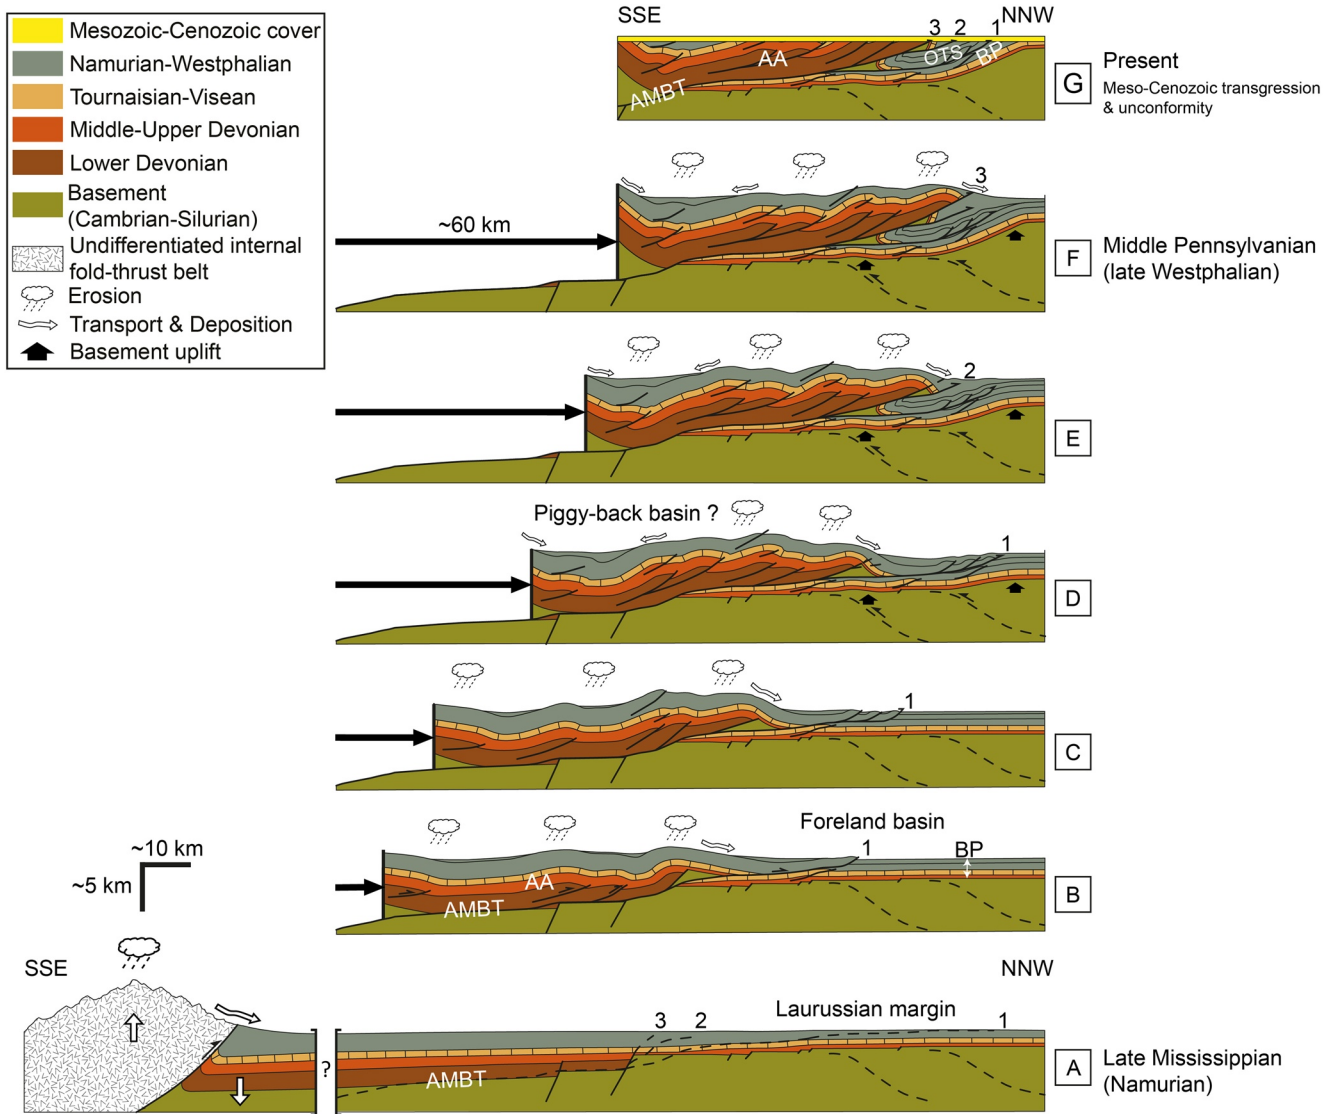 Mesozoic-Cenozoic cover
Namurian-Westphalian
Tournaisian-Visean
Middle-Upper Devonian
Lower Devonian
Basement
(Cambrian-Silurian)
Undifferentiated internal
fold-thrust belt
Erosion
Transport & Deposition
Basement uplift
SSE
NNW
3 2 1
AA
OTS
BP
AMBT
G
Present
Meso-Cenozoic transgression
& unconformity
3
~60 km
F
Middle Pennsylvanian
(late Westphalian)
2
E
Piggy-back basin ?
1
D
1
C
Foreland basin
1
BP
AA
AMBT
B
~10 km
~5 km
SSE
NNW
Laurussian margin
3 2 1
?
AMBT
A
Late Mississippian
(Namurian)